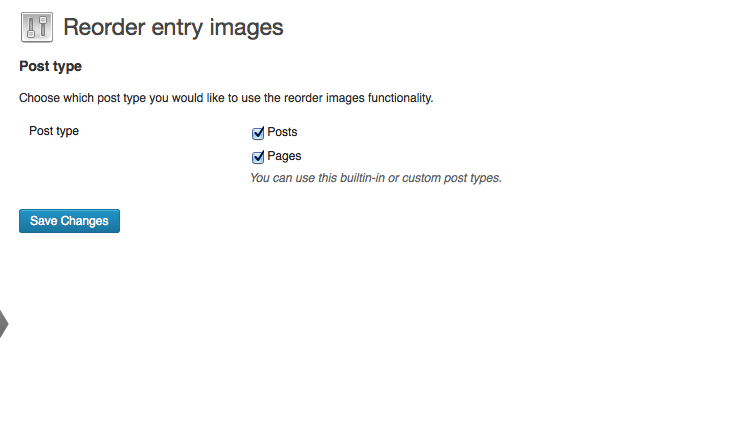 Reorder entry images
Post type
Choose which post type you would like to use the reorder images functionality.
Post type
Posts
Pages
You can use this builtin-in or custom post types.
Save Changes